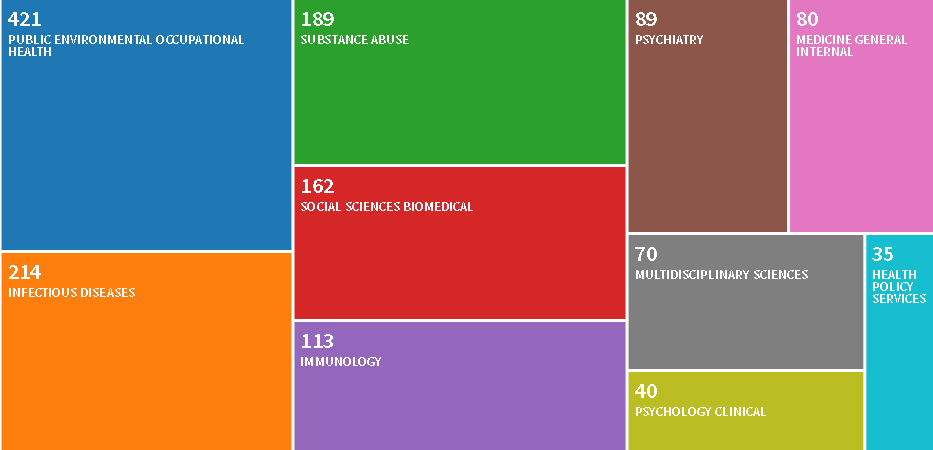 421
PUBLIC ENVIRONMENTAL OCCUPATIONAL
HEALTH
214
INFECTIOUS DISEASES
189
SUBSTANCE ABUSE
162
SOCIAL SCIENCES BIOMEDICAL
113
IMMUNOLOGY
89
PSYCHIATRY
80
MEDICINE GENERAL
INTERNAL
70
MULTIDISCIPLINARY SCIENCES
40
PSYCHOLOGY CLINICAL
35
HEALTH
POLICY
SERVICES